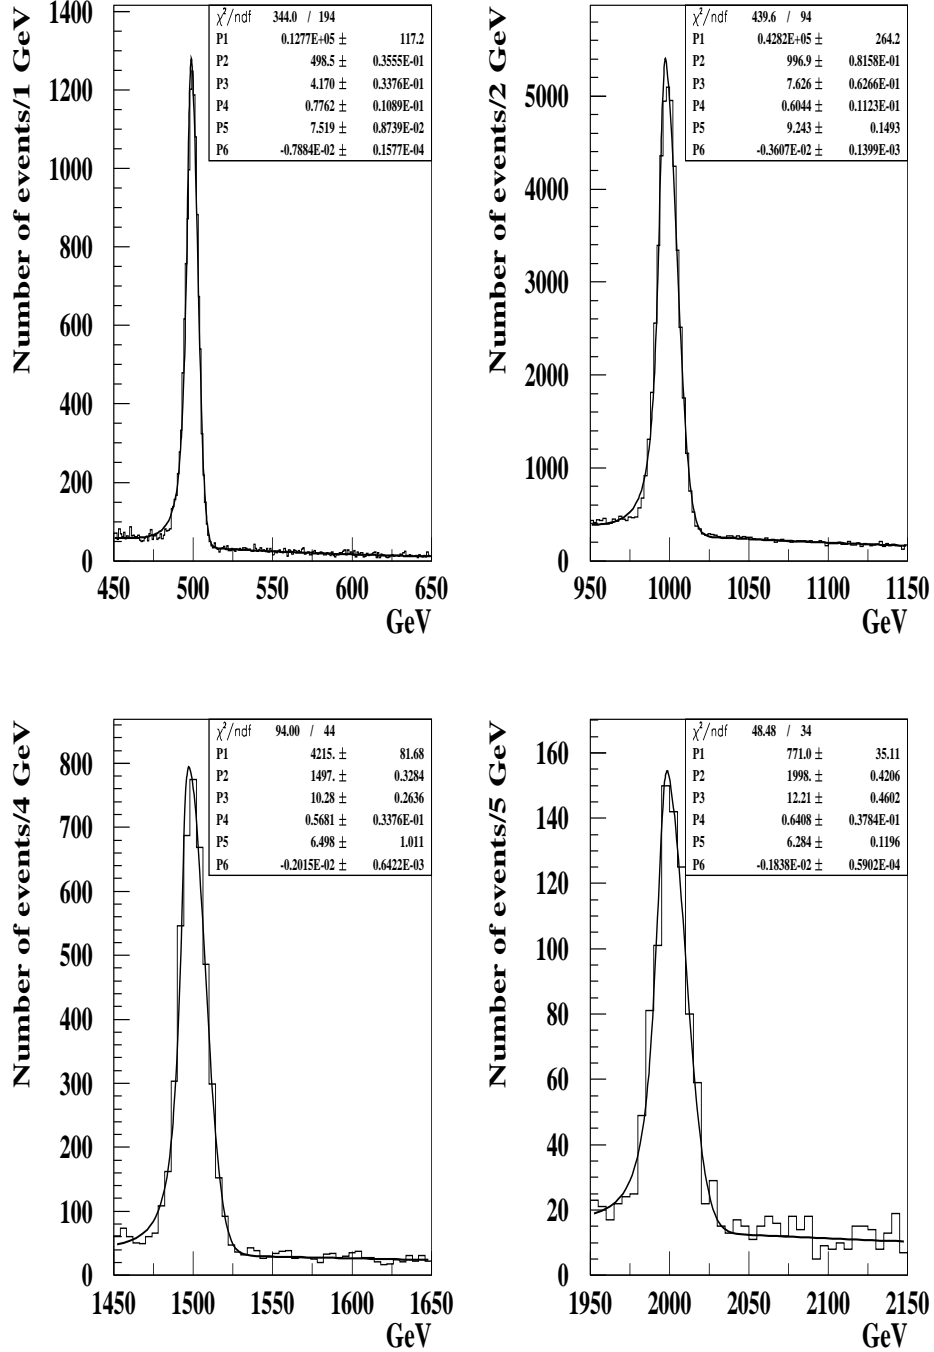 Number of events/1 GeV
χ²/ndf 344.0 / 194
P1 0.1277E+05 ± 117.2
P2 498.5 ± 0.3555E-01
P3 4.170 ± 0.3376E-01
P4 0.7762 ± 0.1089E-01
P5 7.519 ± 0.8739E-02
P6 -0.7884E-02 ± 0.1577E-04
1400
1200
1000
800
600
400
200
0
450 500 550 600 650
GeV
Number of events/2 GeV
χ²/ndf 439.6 / 94
P1 0.4282E+05 ± 264.2
P2 996.9 ± 0.8158E-01
P3 7.626 ± 0.6266E-01
P4 0.6044 ± 0.1123E-01
P5 9.243 ± 0.1493
P6 -0.3607E-02 ± 0.1399E-03
5000
4000
3000
2000
1000
0
950 1000 1050 1100 1150
GeV
Number of events/4 GeV
χ²/ndf 94.00 / 44
P1 4215. ± 81.68
P2 1497. ± 0.3284
P3 10.28 ± 0.2636
P4 0.5681 ± 0.3376E-01
P5 6.498 ± 1.011
P6 -0.2015E-02 ± 0.6422E-03
800
700
600
500
400
300
200
100
0
1450 1500 1550 1600 1650
GeV
Number of events/5 GeV
χ²/ndf 48.48 / 34
P1 771.0 ± 35.11
P2 1998. ± 0.4206
P3 12.21 ± 0.4602
P4 0.6408 ± 0.3784E-01
P5 6.284 ± 0.1196
P6 -0.1838E-02 ± 0.5902E-04
160
140
120
100
80
60
40
20
0
1950 2000 2050 2100 2150
GeV